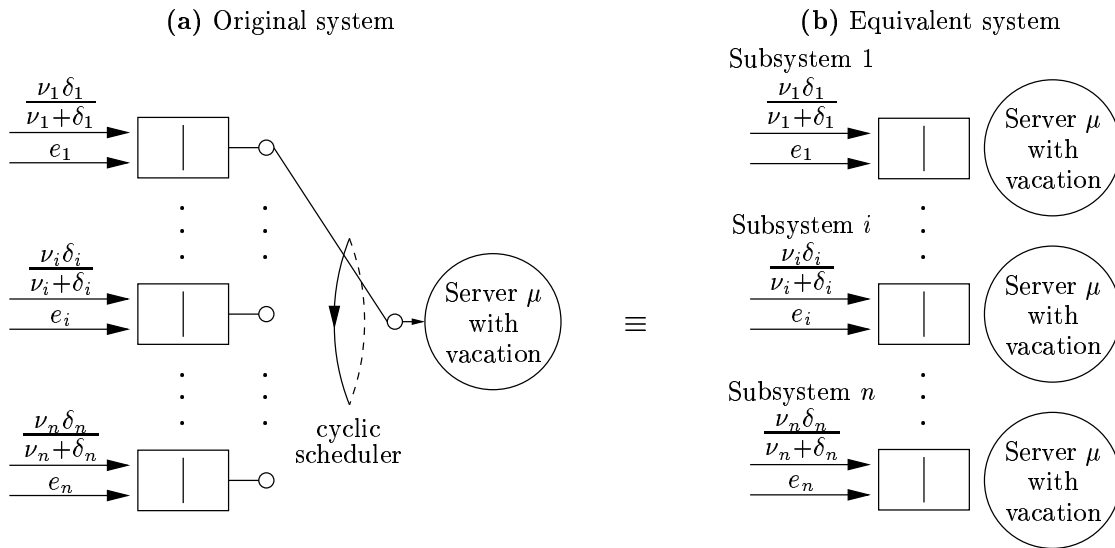 (a) Original system
ν₁δ₁
ν₁+δ₁
e₁
νᵢδᵢ
νᵢ+δᵢ
eᵢ
νₙδₙ
νₙ+δₙ
eₙ
cyclic
scheduler
Server μ
with
vacation
≡
(b) Equivalent system
Subsystem 1
ν₁δ₁
ν₁+δ₁
e₁
Server μ
with
vacation
Subsystem i
νᵢδᵢ
νᵢ+δᵢ
eᵢ
Server μ
with
vacation
Subsystem n
νₙδₙ
νₙ+δₙ
eₙ
Server μ
with
vacation